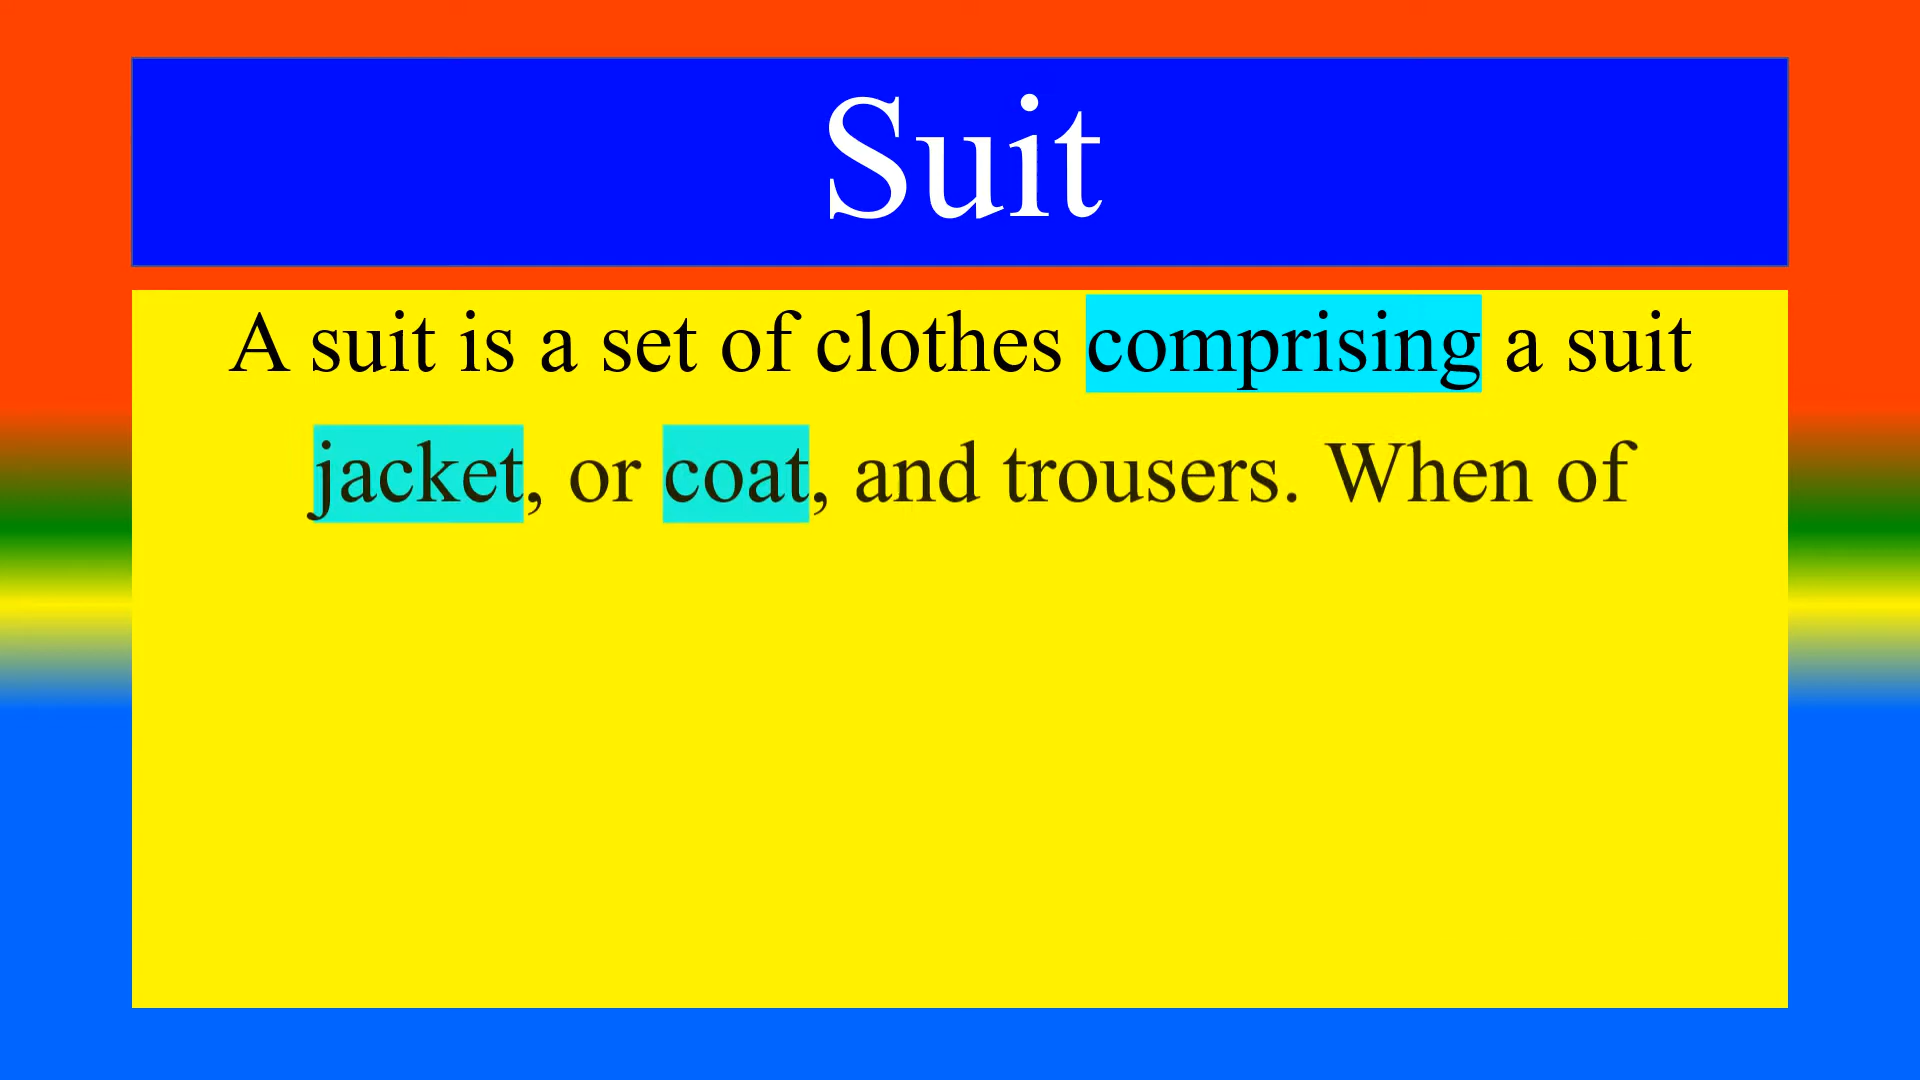 Suit
A suit is a set of clothes comprising a suit
jacket, or coat, and trousers. When of